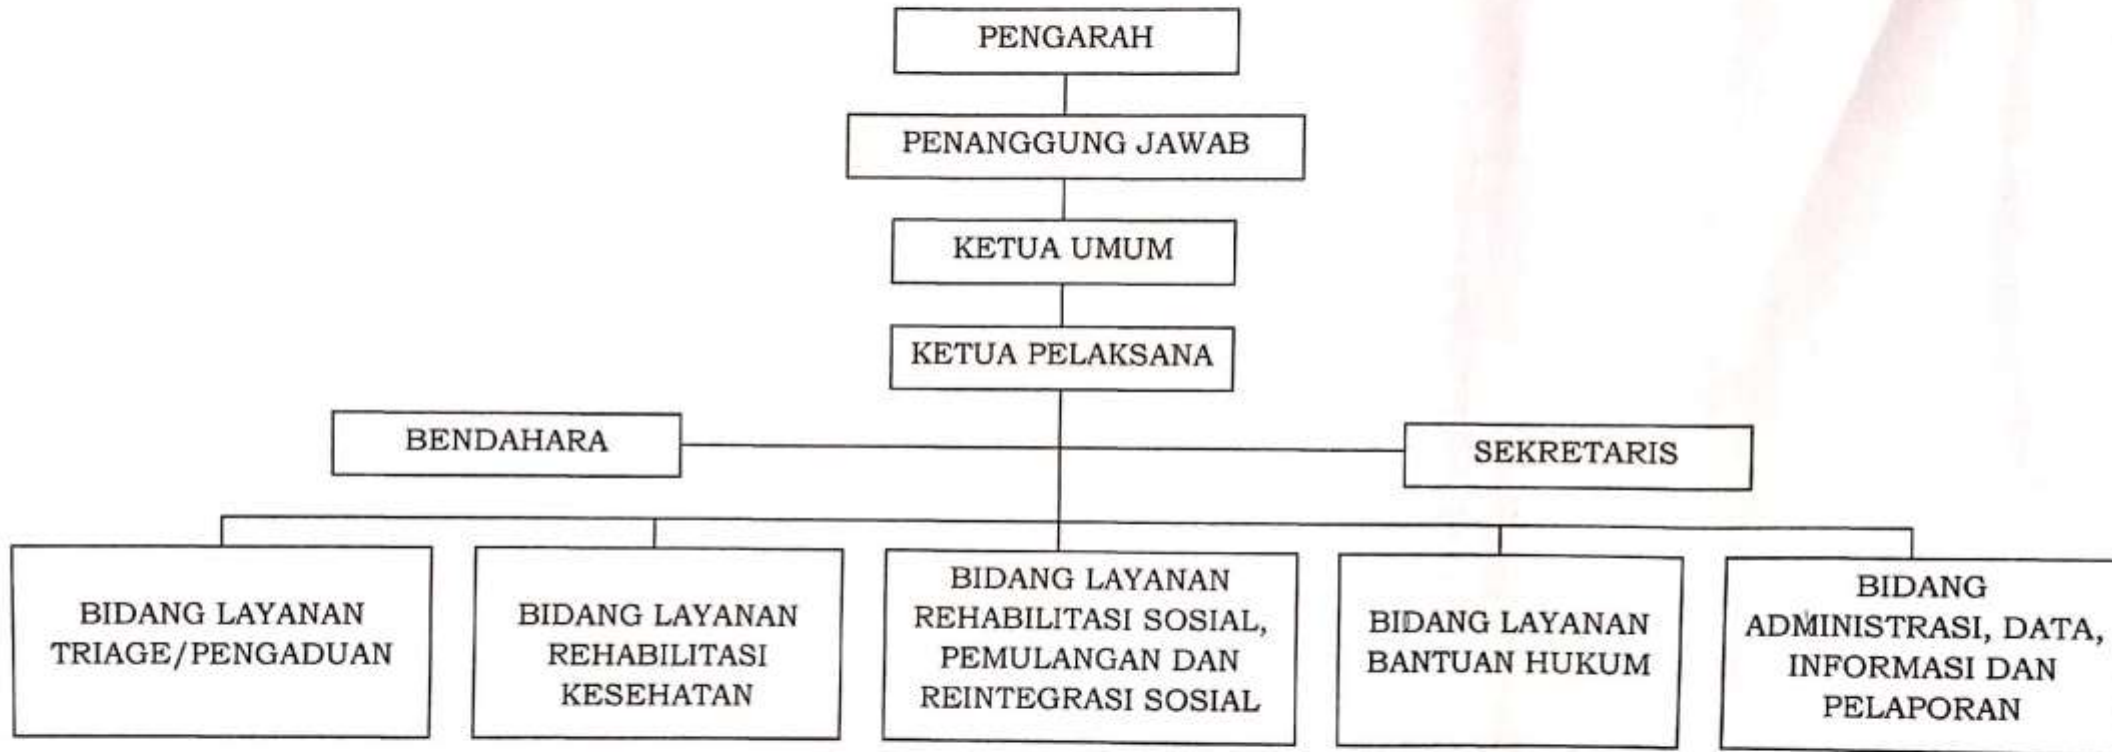 PENGARAH
PENANGGUNG JAWAB
KETUA UMUM
KETUA PELAKSANA
BENDAHARA
SEKRETARIS
BIDANG LAYANAN
TRIAGE/PENGADUAN
BIDANG LAYANAN
REHABILITASI
KESEHATAN
BIDANG LAYANAN
REHABILITASI SOSIAL,
PEMULANGAN DAN
REINTEGRASI SOSIAL
BIDANG LAYANAN
BANTUAN HUKUM
BIDANG
ADMINISTRASI, DATA,
INFORMASI DAN
PELAPORAN